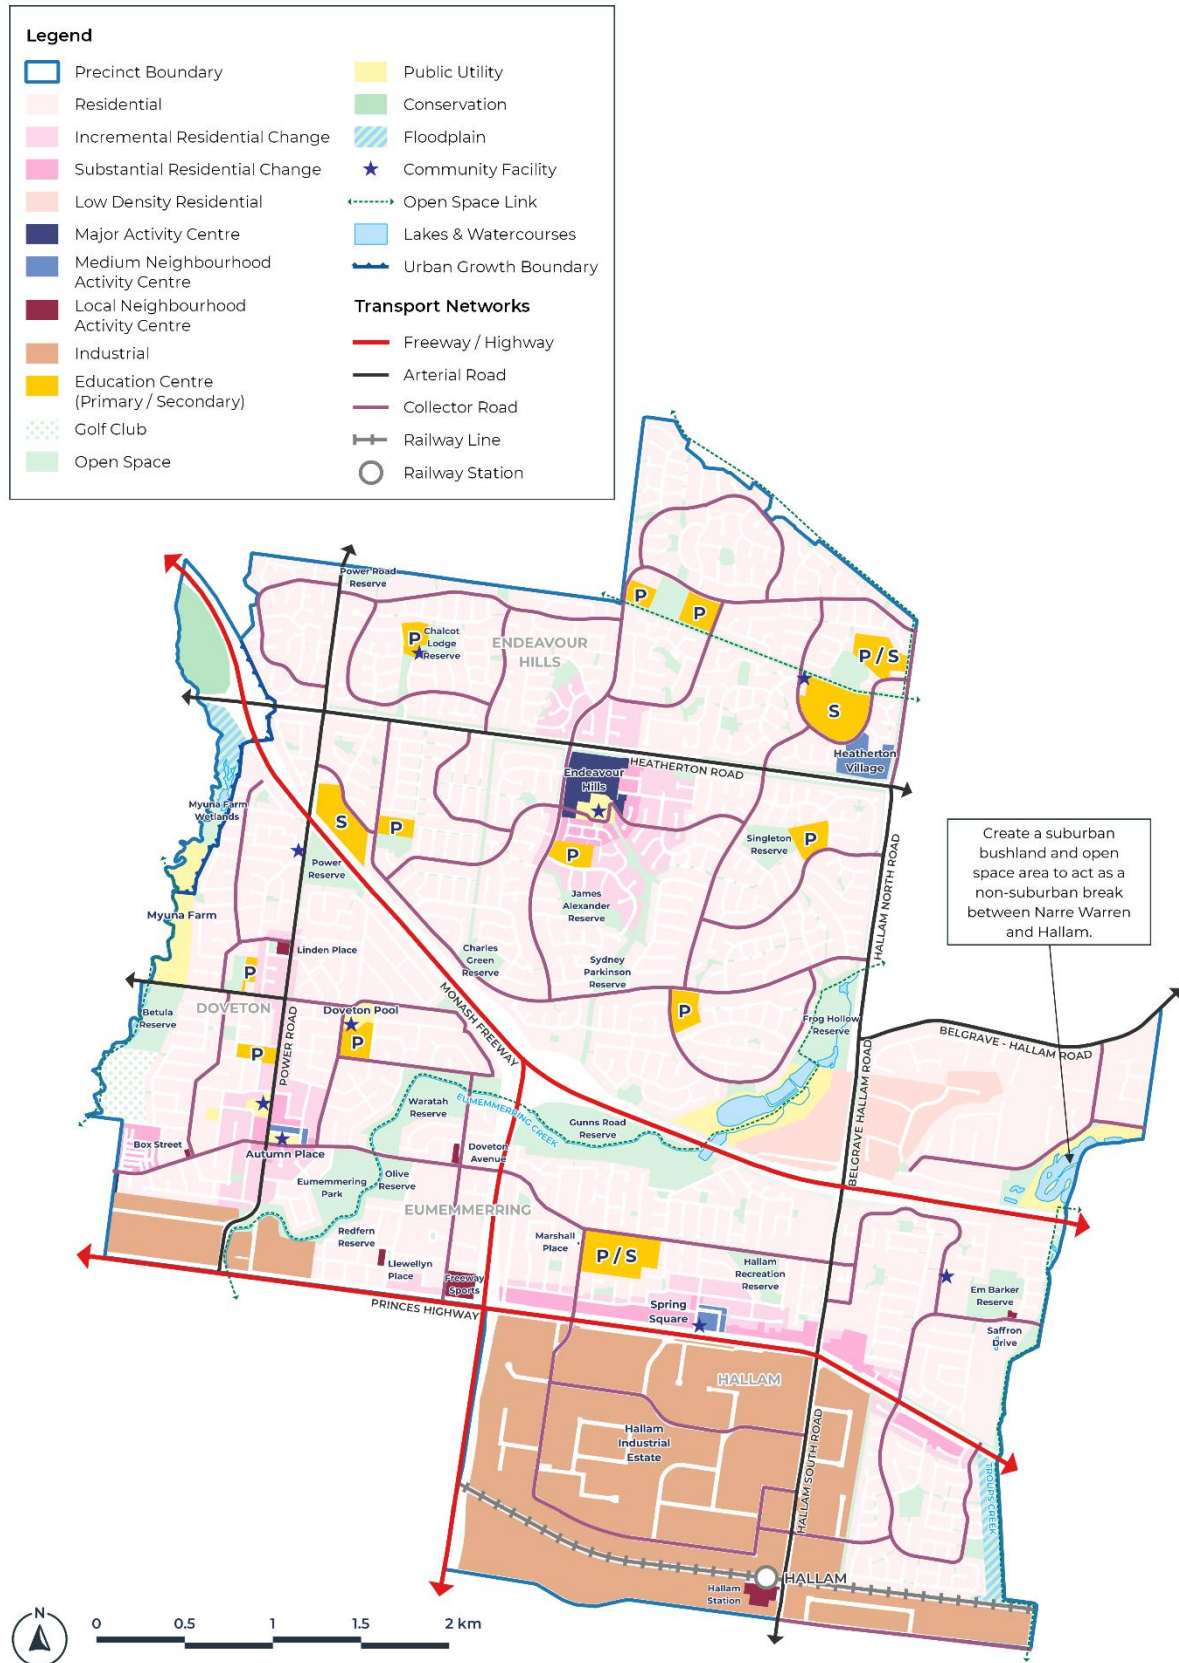 Legend
Precinct Boundary
Residential
Incremental Residential Change
Substantial Residential Change
Low Density Residential
Major Activity Centre
Medium Neighbourhood
Activity Centre
Local Neighbourhood
Activity Centre
Industrial
Education Centre
(Primary / Secondary)
Golf Club
Open Space
Public Utility
Conservation
Floodplain
Community Facility
Open Space Link
Lakes & Watercourses
Urban Growth Boundary
Transport Networks
Freeway / Highway
Arterial Road
Collector Road
Railway Line
Railway Station
Power Road
Reserve
P
P
P
Chalcot
Lodge
Reserve
ENDEAVOUR
HILLS
P / S
S
Heatherton
Village
HEATHERTON ROAD
Endeavour
Hills
Myuna Farm
Wetlands
S
P
Power
Reserve
P
Singleton
Reserve
P
HALLAM NORTH ROAD
Create a suburban
bushland and open
space area to act as a
non-suburban break
between Narre Warren
and Hallam.
James
Alexander
Reserve
Myuna Farm
Linden Place
Charles
Green
Reserve
Sydney
Parkinson
Reserve
P
MONASH FREEWAY
Betula
Reserve
DOVETON
POWER ROAD
Doveton Pool
P
P
P
Frog Hollow
Reserve
BELGRAVE - HALLAM ROAD
BELGRAVE HALLAM ROAD
Waratah
Reserve
EUMEMMERRING CREEK
Gunns Road
Reserve
Box Street
Autumn Place
Doveton
Avenue
Eumemmering
Park
Olive
Reserve
EUMEMMERRING
Redfern
Reserve
Marshall
Place
P / S
Hallam
Recreation
Reserve
Llewellyn
Place
Freeway
Sports
Em Barker
Reserve
PRINCES HIGHWAY
Spring
Square
Saffron
Drive
HALLAM
Hallam
Industrial
Estate
HALLAM SOUTH ROAD
TROUPS CREEK
HALLAM
Hallam
Station
N
0 0.5 1 2 km